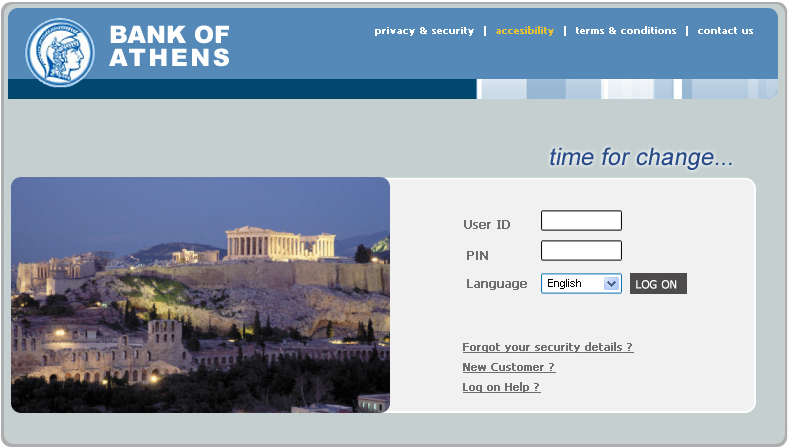 BANK OF
ATHENS
privacy & security | accesibility | terms & conditions | contact us
time for change...
User ID
PIN
Language English LOG ON
Forgot your security details ?
New Customer ?
Log on Help ?